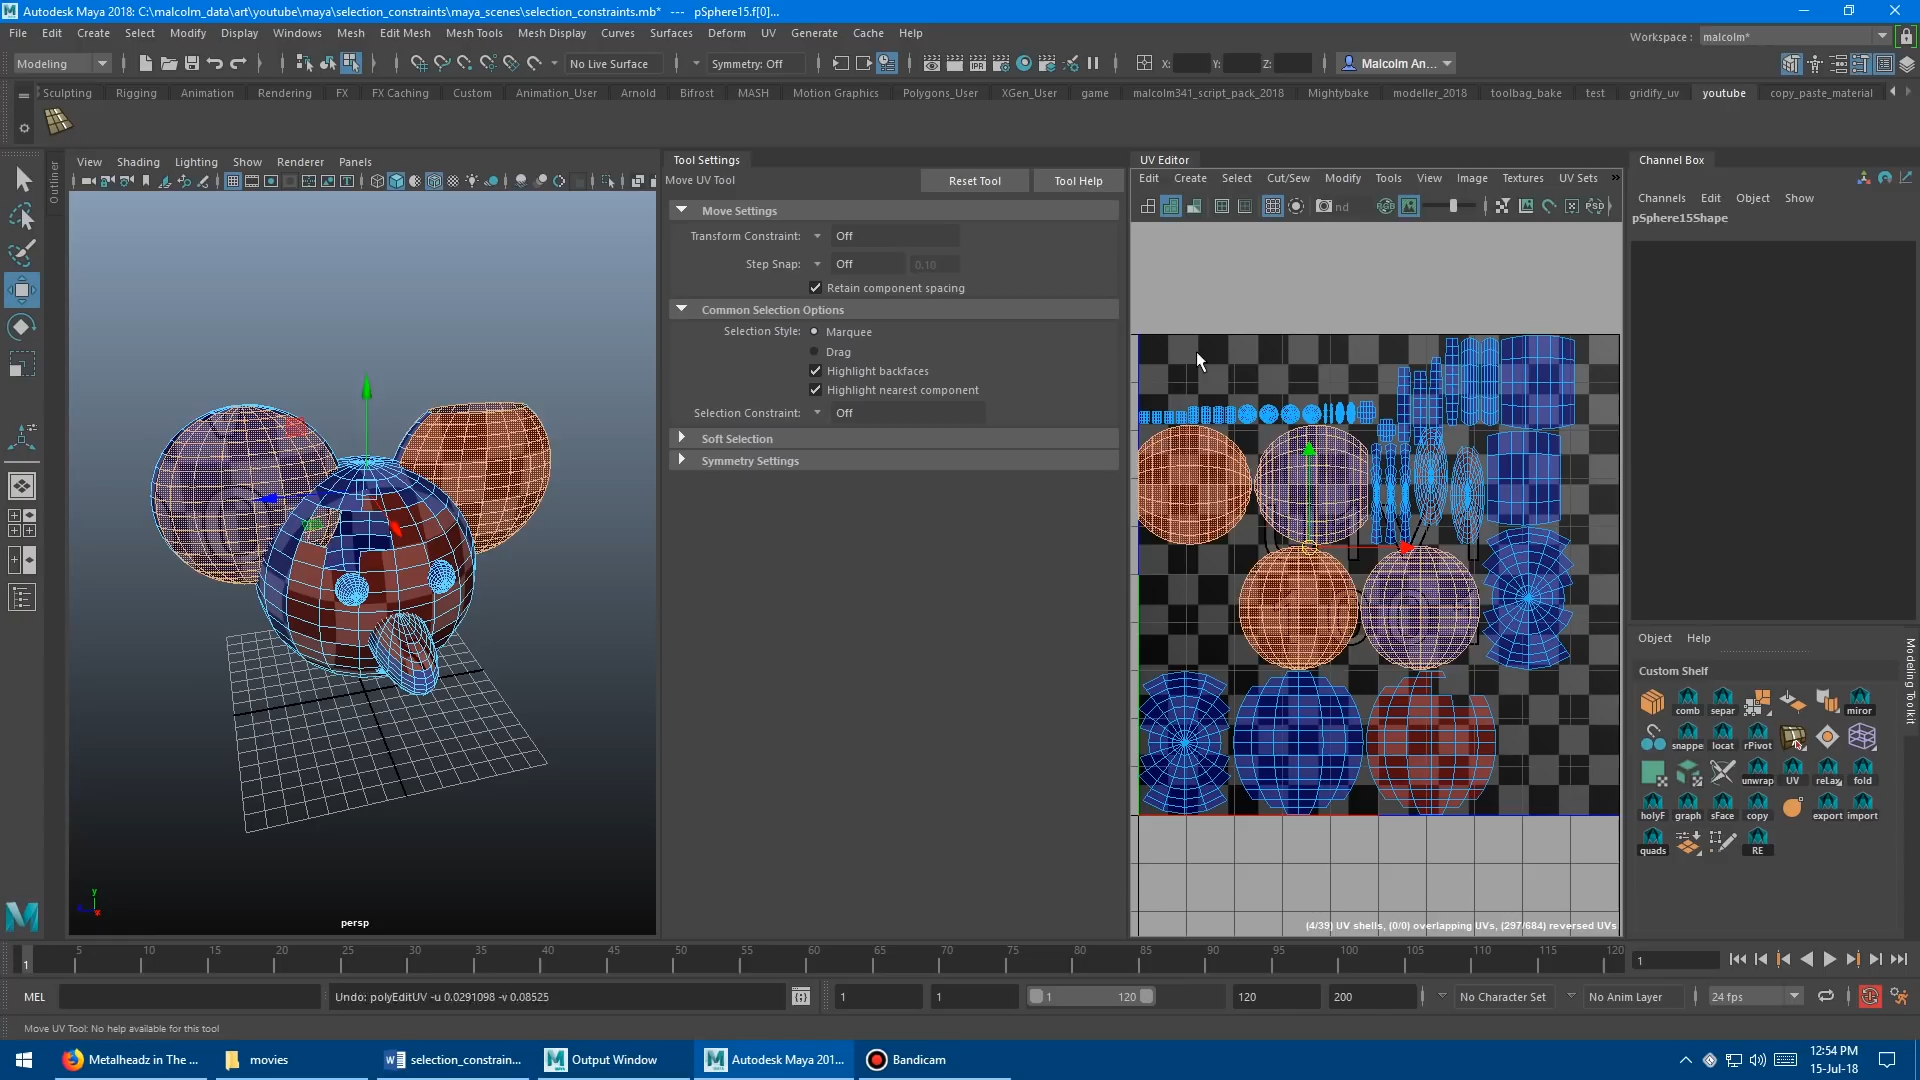 Autodesk Maya 2018: C:\malcolm_data\art\youtube\maya\selection_constraints\maya_scenes\selection_constraints.mb* --- pSphere15.f[0]...
File Edit Create Select Modify Display Windows Mesh Edit Mesh Mesh Tools Mesh Display Curves Surfaces Deform UV Generate Cache Help
Workspace : malcolm*
Modeling No Live Surface Symmetry: Off X: Y: Z: Malcolm An...
Sculpting Rigging Animation Rendering FX FX Caching Custom Animation_User Arnold Bifrost MASH Motion Graphics Polygons_User XGen_User game malcolm341_script_pack_2018 Mightybake modeller_2018 toolbag_bake test gridify_uv youtube copy_paste_material
Outliner
View Shading Lighting Show Renderer Panels
persp
y
Tool Settings
Move UV Tool Reset Tool Tool Help
Move Settings
Transform Constraint: Off
Step Snap: Off 0.10
Retain component spacing
Common Selection Options
Selection Style: Marquee
Drag
Highlight backfaces
Highlight nearest component
Selection Constraint: Off
Soft Selection
Symmetry Settings
UV Editor
Edit Create Select Cut/Sew Modify Tools View Image Textures UV Sets »
nd RGB PSD
(4/39) UV shells, (0/0) overlapping UVs, (297/684) reversed UVs
Channel Box
Channels Edit Object Show
pSphere15Shape
Object Help
Custom Shelf
comb separ miror
snappe locat rPivot
unwrap UV reLax fold
holyF graph sFace copy export import
quads RE
Modeling Toolkit
5 10 15 20 25 30 35 40 45 50 55 60 65 70 75 80 85 90 95 100 105 110 115 120
1 1
MEL Undo: polyEditUV -u 0.0291098 -v 0.08525 1 1 1 120 120 200 No Character Set No Anim Layer 24 fps
Move UV Tool: No help available for this tool
Metalheadz in The ... movies selection_constrain... Output Window Autodesk Maya 201... Bandicam
12:54 PM
15-Jul-18